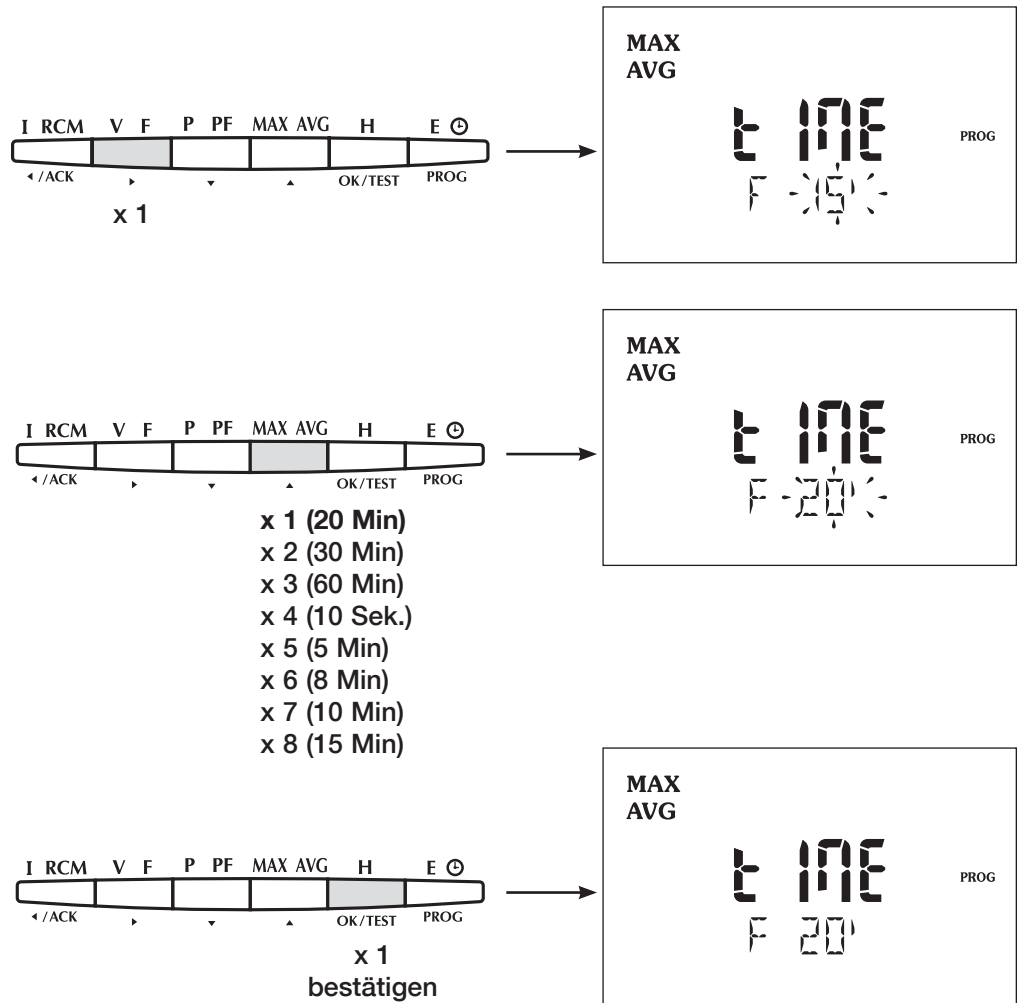 MAX
AVG
I RCM V F P PF MAX AVG H E
/ACK OK/TEST PROG
x 1
t IME
PROG
F 15'
MAX
AVG
I RCM V F P PF MAX AVG H E
/ACK OK/TEST PROG
t IME
PROG
F 20'
x 1 (20 Min)
x 2 (30 Min)
x 3 (60 Min)
x 4 (10 Sek.)
x 5 (5 Min)
x 6 (8 Min)
x 7 (10 Min)
x 8 (15 Min)
MAX
AVG
I RCM V F P PF MAX AVG H E
/ACK OK/TEST PROG
x 1
bestätigen
t IME
PROG
F 20'